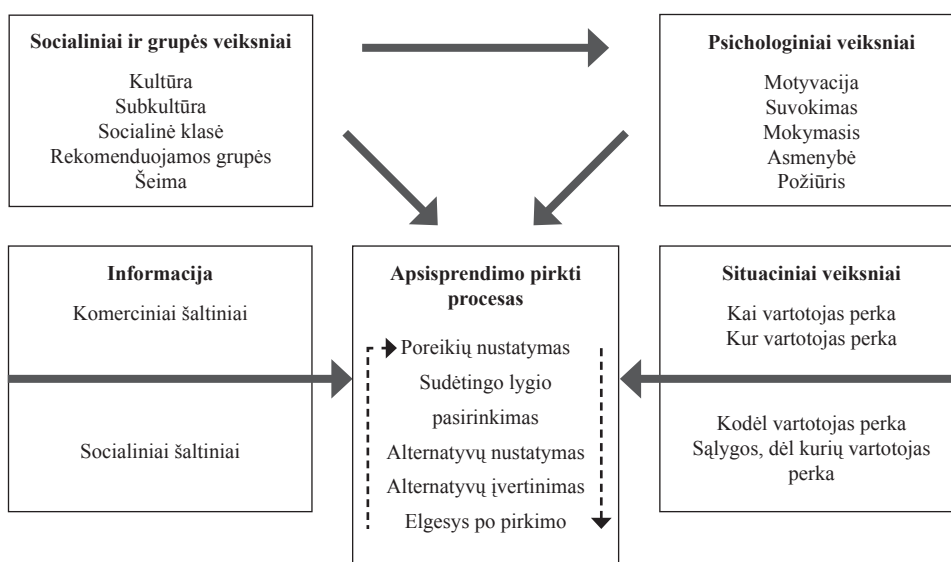 Socialiniai ir grupės veiksniai
Kultūra
Subkultūra
Socialinė klasė
Rekomenduojamos grupės
Šeima
Psichologiniai veiksniai
Motyvacija
Suvokimas
Mokymasis
Asmenybė
Požiūris
Informacija
Komerciniai šaltiniai
Socialiniai šaltiniai
Apsisprendimo pirkti
procesas
Poreikių nustatymas
Sudėtingo lygio
pasirinkimas
Alternatyvų nustatymas
Alternatyvų įvertinimas
Elgesys po pirkimo
Situaciniai veiksniai
Kai vartotojas perka
Kur vartotojas perka
Kodėl vartotojas perka
Sąlygos, dėl kurių vartotojas
perka